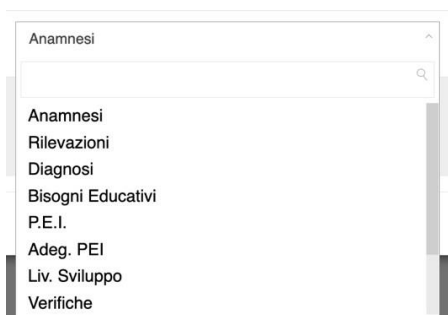 Anamnesi
Anamnesi
Rilevazioni
Diagnosi
Bisogni Educativi
P.E.I.
Adeg. PEI
Liv. Sviluppo
Verifiche